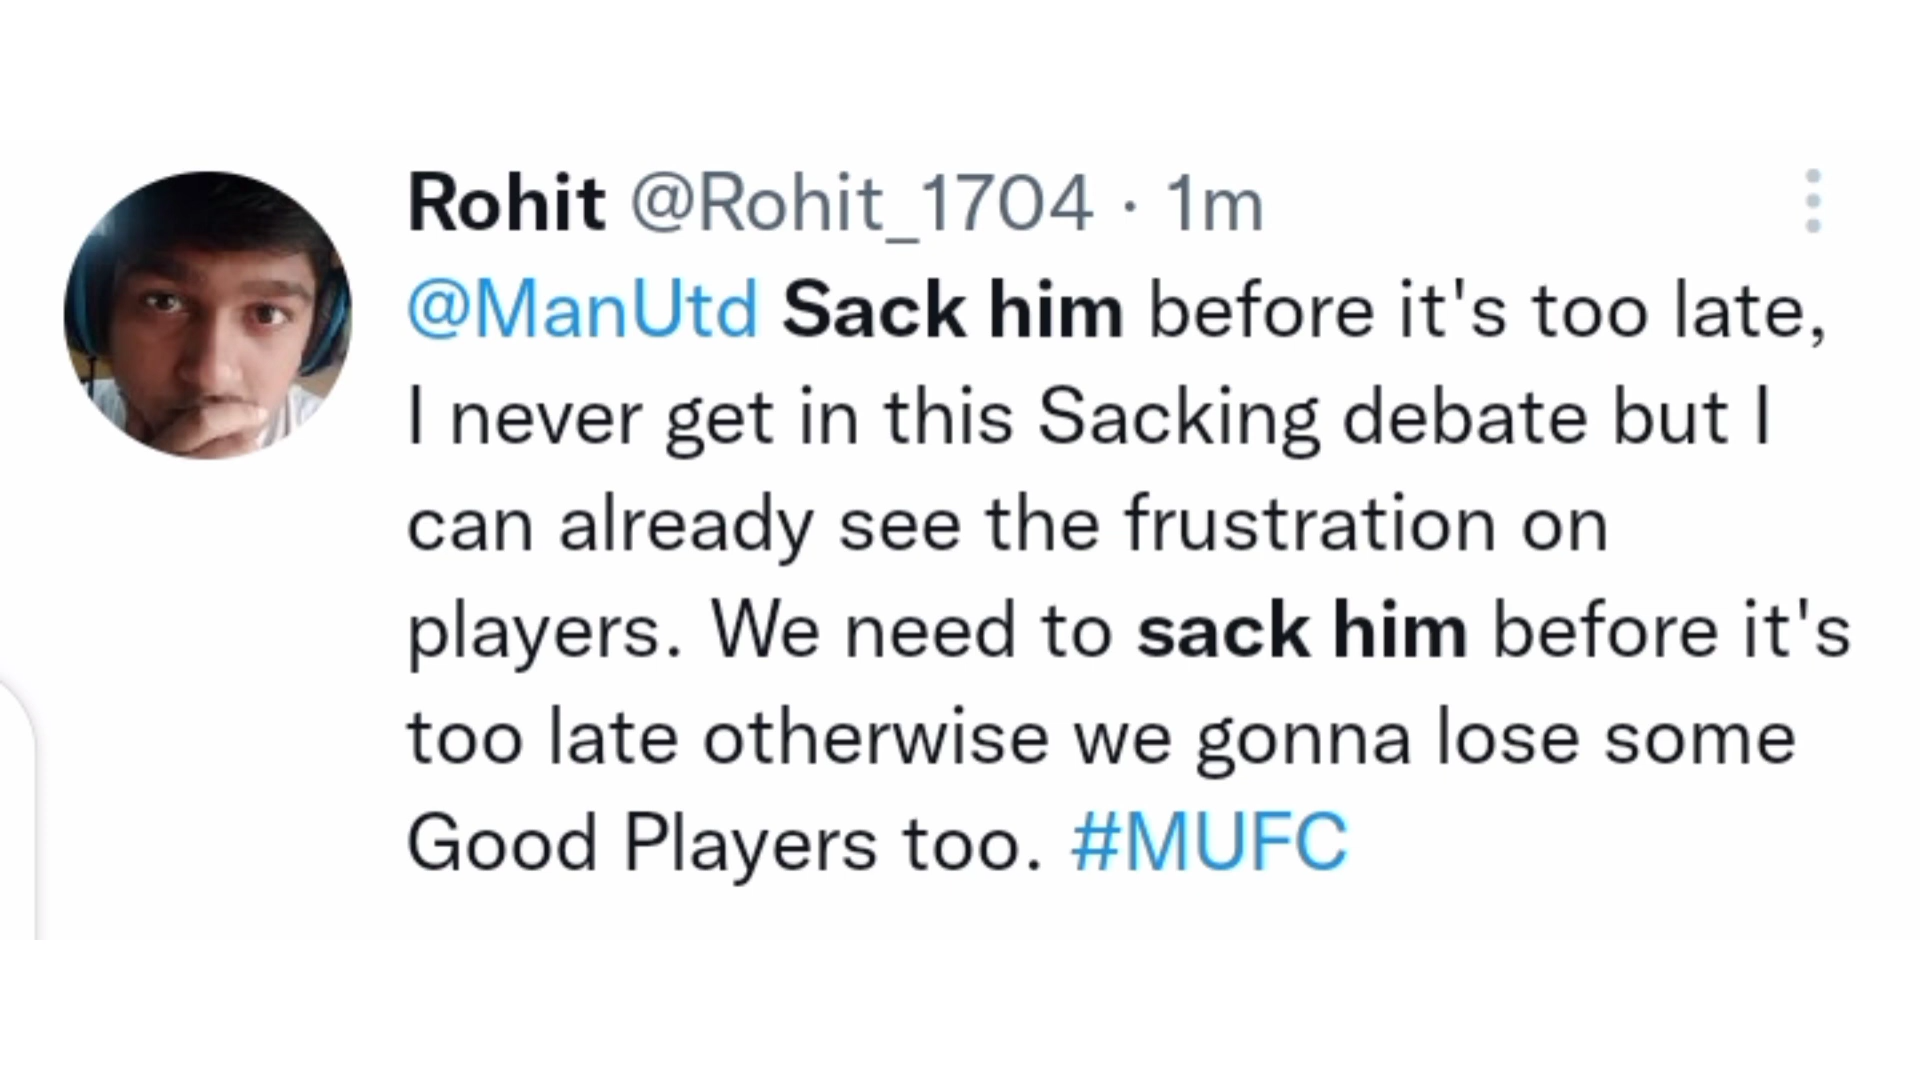 Rohit @Rohit_1704 · 1m
@ManUtd Sack him before it's too late,
I never get in this Sacking debate but I
can already see the frustration on
players. We need to sack him before it's
too late otherwise we gonna lose some
Good Players too. #MUFC